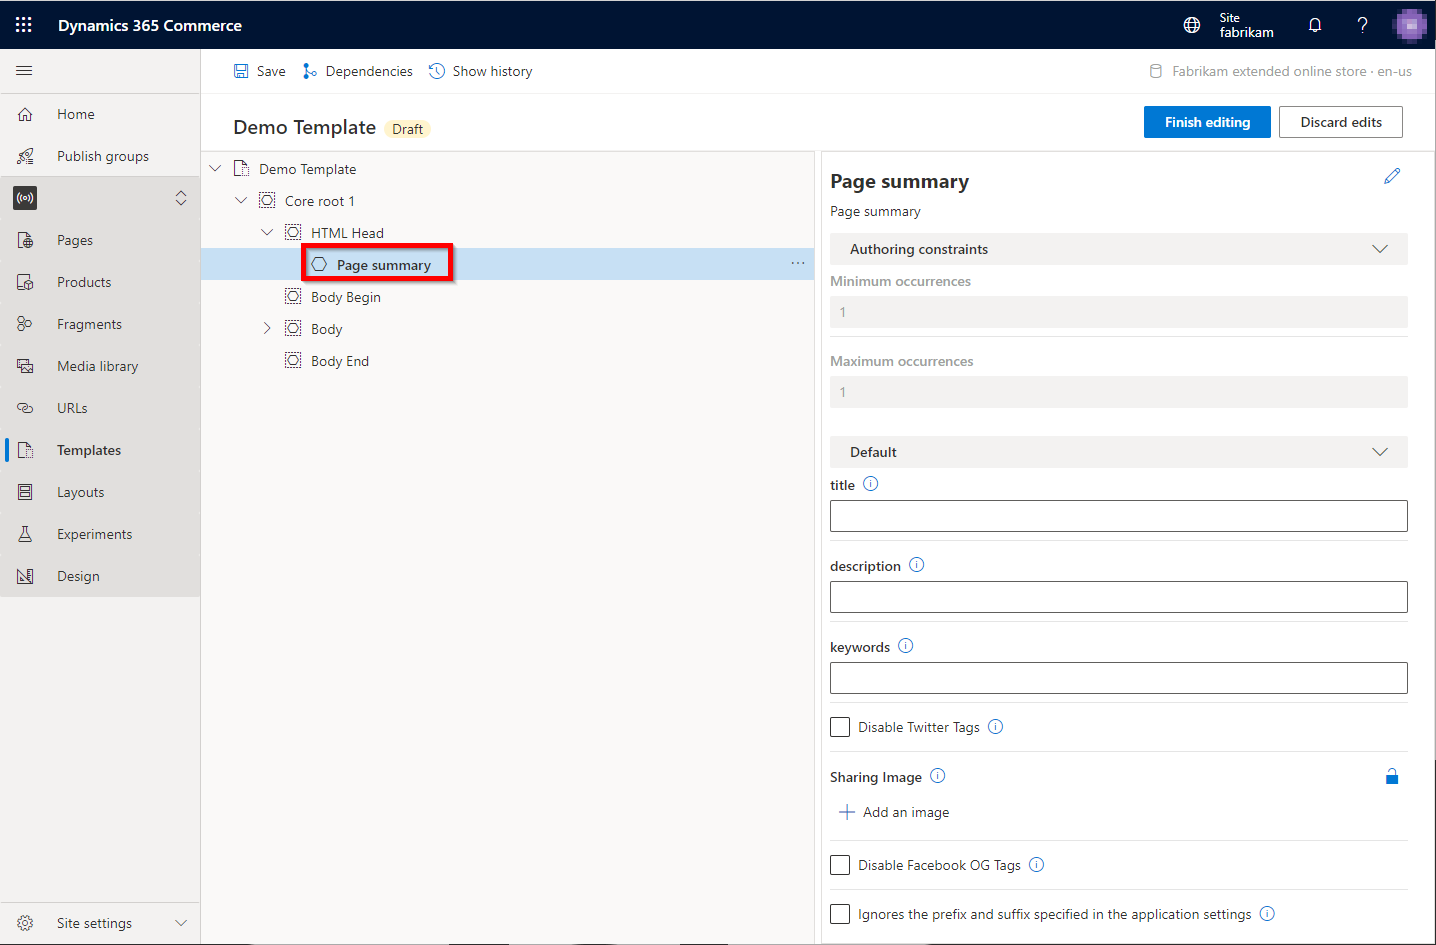 Dynamics 365 Commerce
Site
fabrikam
?
Save
Dependencies
Show history
Fabrikam extended online store · en-us
Home
Publish groups
Pages
Products
Fragments
Media library
URLs
Templates
Layouts
Experiments
Design
Site settings
Demo Template
Draft
Finish editing
Discard edits
Demo Template
Core root 1
HTML Head
Page summary
...
Body Begin
Body
Body End
Page summary
Page summary
Authoring constraints
Minimum occurrences
1
Maximum occurrences
1
Default
title
description
keywords
Disable Twitter Tags
Sharing Image
Add an image
Disable Facebook OG Tags
Ignores the prefix and suffix specified in the application settings